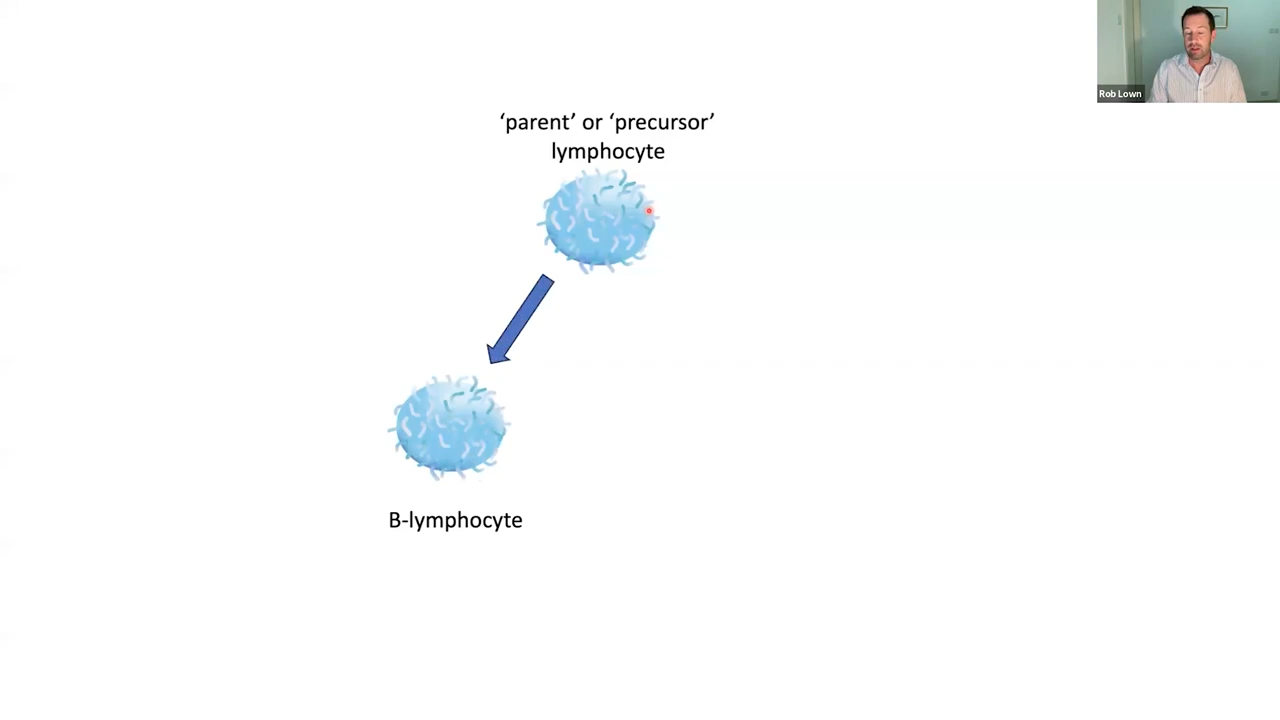 Rob Lown
‘parent’ or ‘precursor’
lymphocyte
B-lymphocyte